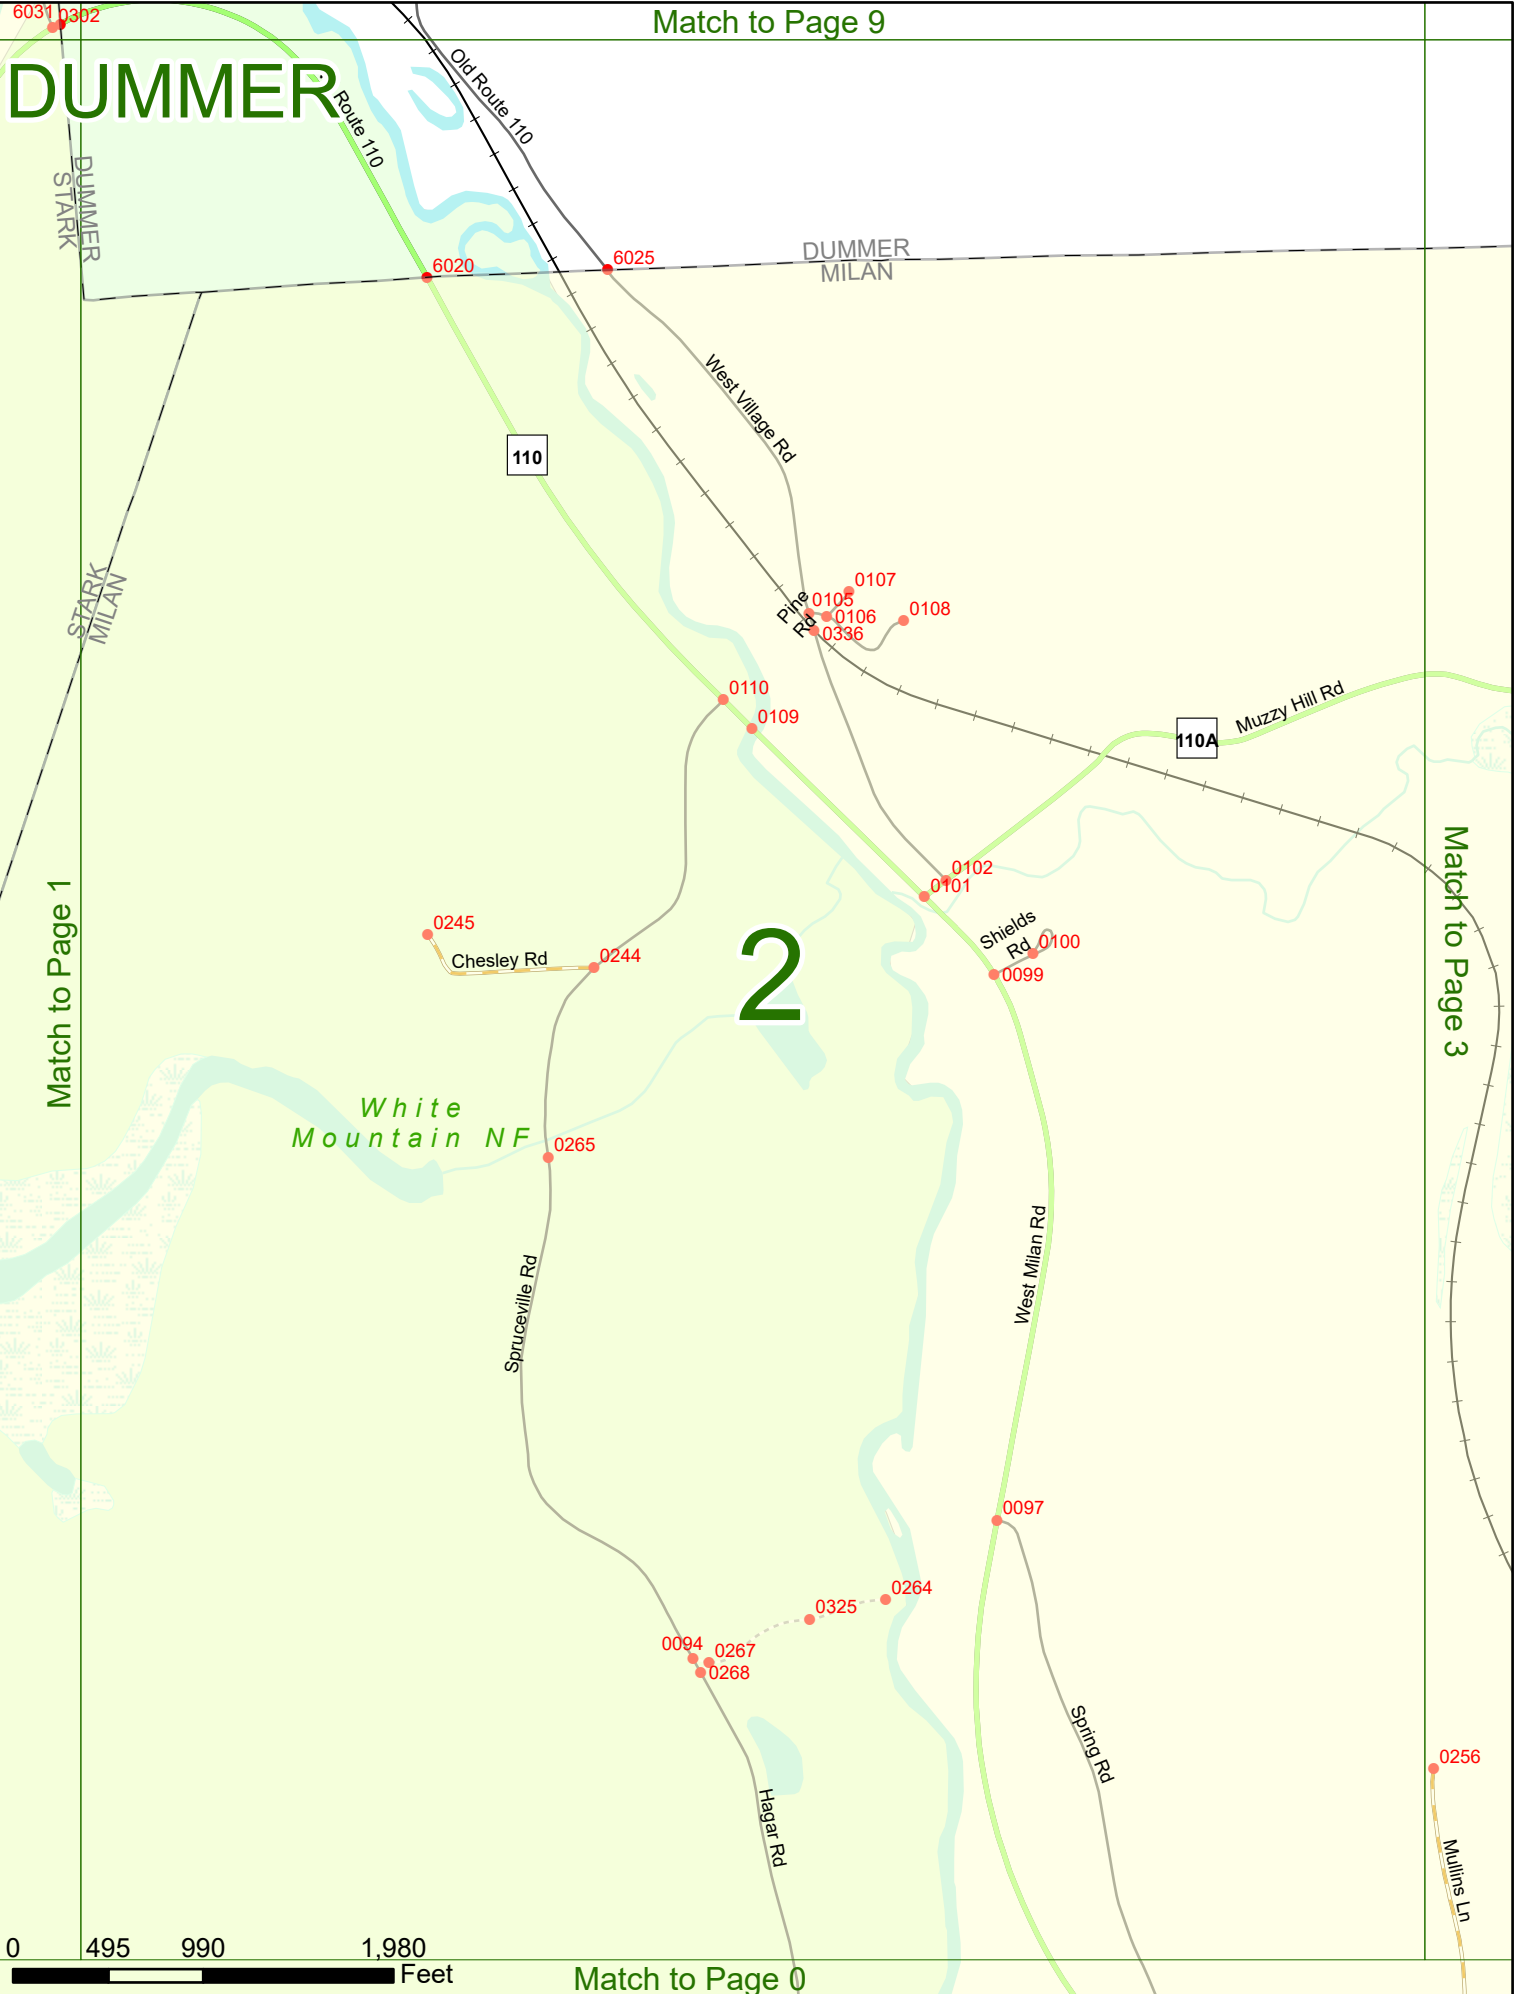 6031
0302
Match to Page 9
DUMMER
Old Route 110
Route 110
DUMMER
STARK
6020
6025
DUMMER
MILAN
West Village Rd
110
STARK
MILAN
0107
0105
0106
0108
Pine
Rd
0336
0110
0109
Muzzy Hill Rd
110A
Match to Page 1
Match to Page 3
0102
0101
0245
Chesley Rd
0244
Shields
Rd
0100
0099
2
White
Mountain NF
0265
West Milan Rd
Spruceville Rd
0097
0264
0325
0094
0267
0268
Spring Rd
0256
Hagar Rd
Mullins Ln
0
495
990
1,980
Feet
Match to Page 0